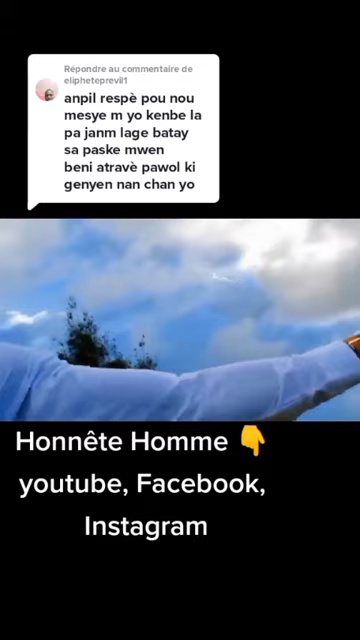 Répondre au commentaire de
elipheteprevil1
anpil respè pou nou
mesye m yo kenbe la
pa janm lage batay
sa paske mwen
beni atravè pawol ki
genyen nan chan yo
Honnête Homme 👇
youtube, Facebook,
Instagram